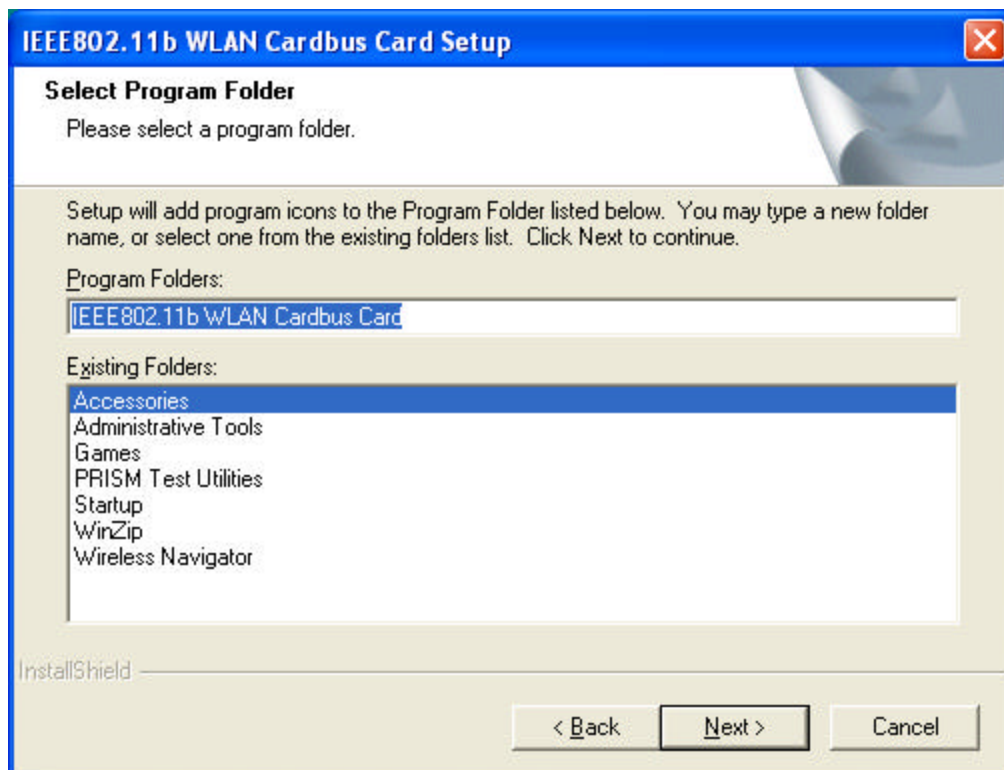 IEEE802.11b WLAN Cardbus Card Setup
Select Program Folder
Please select a program folder.
Setup will add program icons to the Program Folder listed below. You may type a new folder
name, or select one from the existing folders list. Click Next to continue.
Program Folders:
IEEE802.11b WLAN Cardbus Card
Existing Folders:
Accessories
Administrative Tools
Games
PRISM Test Utilities
Startup
WinZip
Wireless Navigator
InstallShield
< Back
Next >
Cancel